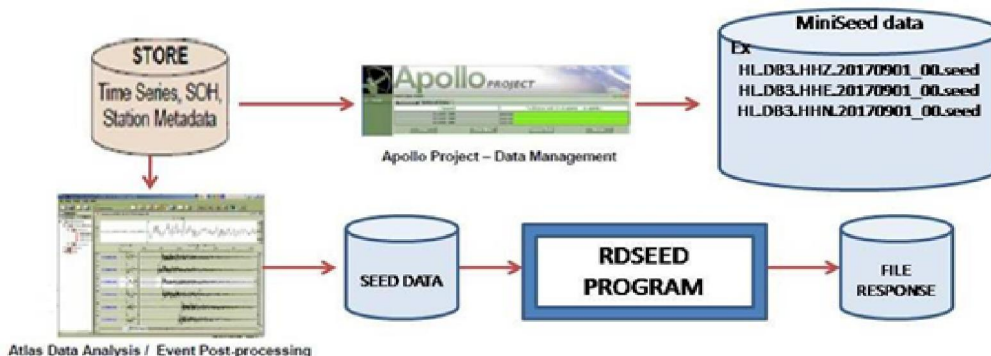 STORE
Time Series, SOH,
Station Metadata
Apollo PROJECT
Apollo Project – Data Management
MiniSeed data
Ex
HL.DB3.HHZ.20170901_00.seed
HL.DB3.HHE.20170901_00.seed
HL.DB3.HHN.20170901_00.seed
Atlas Data Analysis / Event Post-processing
SEED DATA
RDSEED
PROGRAM
FILE
RESPONSE